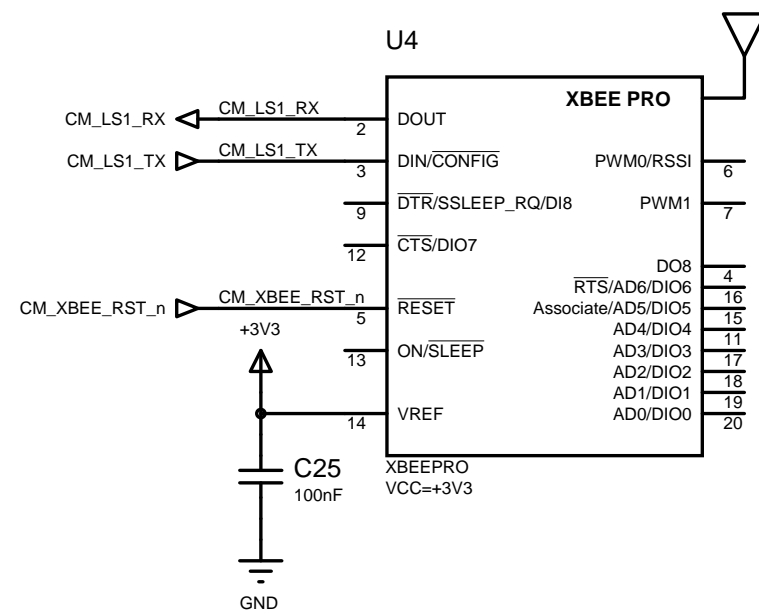 U4
XBEE PRO
CM_LS1_RX
CM_LS1_RX
2
DOUT
CM_LS1_TX
CM_LS1_TX
3
DIN/CONFIG
PWM0/RSSI
6
9
DTR/SSLEEP_RQ/DI8
PWM1
7
12
CTS/DIO7
DO8
4
RTS/AD6/DIO6
16
CM_XBEE_RST_n
CM_XBEE_RST_n
5
RESET
Associate/AD5/DIO5
15
+3V3
AD4/DIO4
11
13
ON/SLEEP
AD3/DIO3
17
AD2/DIO2
18
AD1/DIO1
19
14
VREF
AD0/DIO0
20
C25
100nF
XBEEPRO
VCC=+3V3
GND